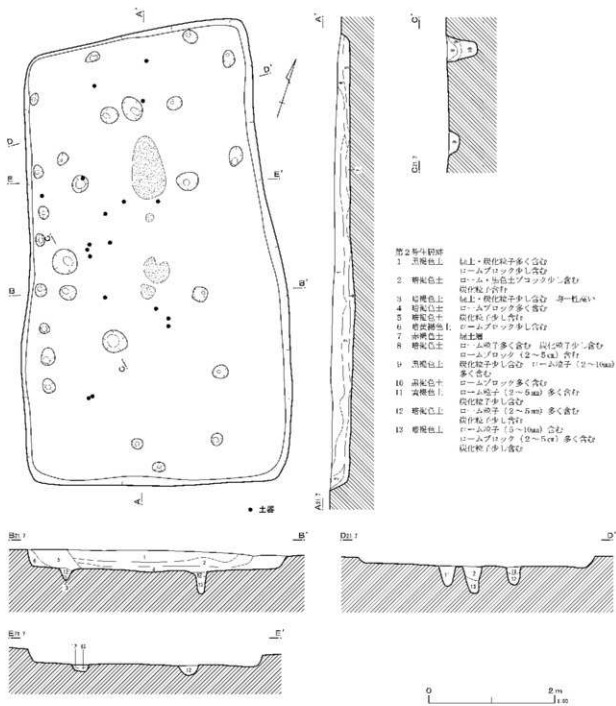 A'
C'
A'
D'
D
E
E'
C'
C
B
B'
A
● 土器
第2号住居跡
1 黒褐色土 焼土・炭化粒子多く含む
ロームブロック少し含む
2 暗褐色土 ローム・黒色土ブロック少し含む
炭化粒子含む
3 暗褐色土 焼土・炭化粒子少し含む
4 暗褐色土 ロームブロック多く含む
5 暗褐色土 炭化粒子少し含む
6 暗黄褐色土 ロームブロック少し含む
7 赤褐色土 焼土層
8 暗褐色土 ローム粒子多く含む 炭化粒子少し含む
ロームブロック（2～5㎝）含む
9 黒褐色土 炭化粒子少し含む ローム粒子（2～10㎜）
多く含む
10 黒褐色土 ロームブロック多く含む
11 黄褐色土 ローム粒子（2～5㎜）多く含む
炭化粒子少し含む
12 暗褐色土 ローム粒子（2～5㎜）多く含む
炭化粒子少し含む
13 暗褐色土 ローム粒子（5～10㎜）含む
ロームブロック（2～5㎝）多く含む
炭化粒子少し含む
B
B'
D
D'
E
E'
0 2m